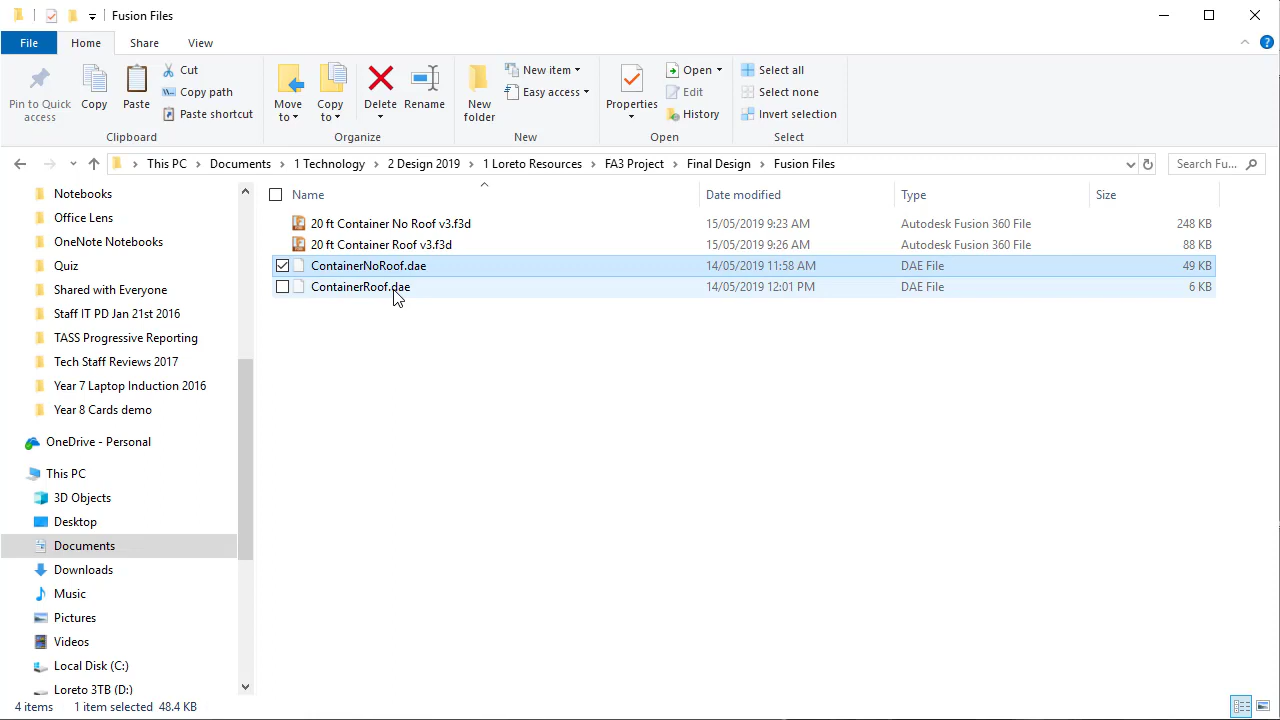 Fusion Files
File Home Share View
Pin to Quick access
Copy
Paste
Cut
Copy path
Paste shortcut
Clipboard
Move to
Copy to
Delete
Rename
Organize
New folder
New item
Easy access
New
Properties
Open
Edit
History
Open
Select all
Select none
Invert selection
Select
This PC Documents 1 Technology 2 Design 2019 1 Loreto Resources FA3 Project Final Design Fusion Files
Search Fu...
Notebooks
Office Lens
OneNote Notebooks
Quiz
Shared with Everyone
Staff IT PD Jan 21st 2016
TASS Progressive Reporting
Tech Staff Reviews 2017
Year 7 Laptop Induction 2016
Year 8 Cards demo
OneDrive - Personal
This PC
3D Objects
Desktop
Documents
Downloads
Music
Pictures
Videos
Local Disk (C:)
Loreto 3TB (D:)
Name Date modified Type Size
20 ft Container No Roof v3.f3d 15/05/2019 9:23 AM Autodesk Fusion 360 File 248 KB
20 ft Container Roof v3.f3d 15/05/2019 9:26 AM Autodesk Fusion 360 File 88 KB
ContainerNoRoof.dae 14/05/2019 11:58 AM DAE File 49 KB
ContainerRoof.dae 14/05/2019 12:01 PM DAE File 6 KB
4 items 1 item selected 48.4 KB